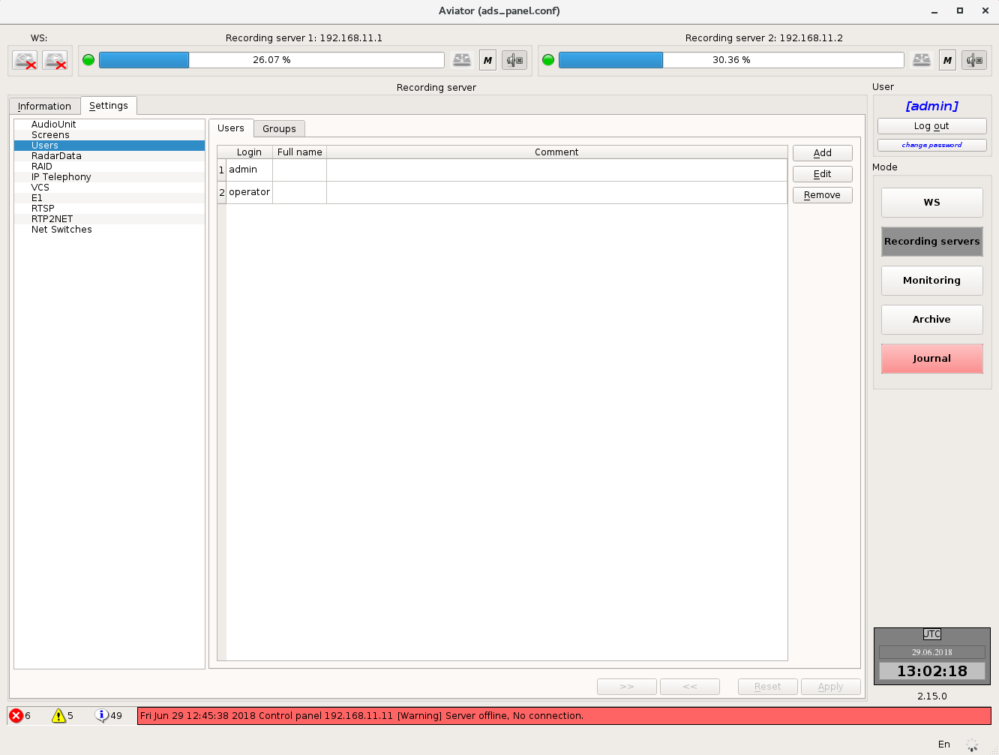 Aviator (ads_panel.conf)
WS:
Recording server 1: 192.168.11.1
Recording server 2: 192.168.11.2
26.07 %
M
30.36 %
M
Recording server
User
Information
Settings
[admin]
Log out
change password
Mode
WS
Recording servers
Monitoring
Archive
Journal
AudioUnit
Screens
Users
RadarData
RAID
IP Telephony
VCS
E1
RTSP
RTP2NET
Net Switches
Users
Groups
Login
Full name
Comment
1
admin
2
operator
Add
Edit
Remove
>>
<<
Reset
Apply
UTC
29.06.2018
13:02:18
2.15.0
6
5
49
Fri Jun 29 12:45:38 2018 Control panel 192.168.11.11 [Warning] Server offline, No connection.
En